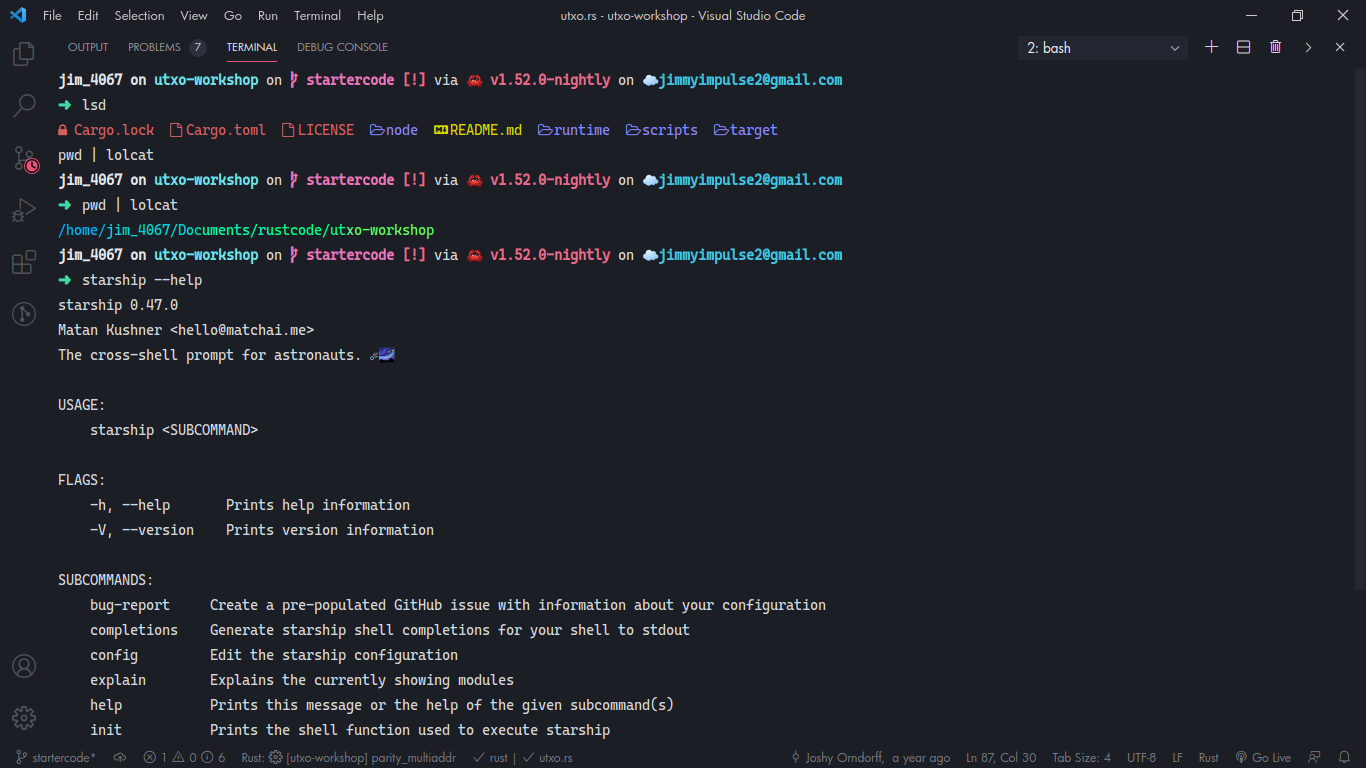 File Edit Selection View Go Run Terminal Help utxo.rs - utxo-workshop - Visual Studio Code
OUTPUT PROBLEMS 7 TERMINAL DEBUG CONSOLE 2: bash
jim_4067 on utxo-workshop on startercode [!] via 🦀 v1.52.0-nightly on ☁️jimmyimpulse2@gmail.com
➜ lsd
Cargo.lock Cargo.toml LICENSE node README.md runtime scripts target
pwd | lolcat
jim_4067 on utxo-workshop on startercode [!] via 🦀 v1.52.0-nightly on ☁️jimmyimpulse2@gmail.com
➜ pwd | lolcat
/home/jim_4067/Documents/rustcode/utxo-workshop
jim_4067 on utxo-workshop on startercode [!] via 🦀 v1.52.0-nightly on ☁️jimmyimpulse2@gmail.com
➜ starship --help
starship 0.47.0
Matan Kushner <hello@matchai.me>
The cross-shell prompt for astronauts. ☄🌌
USAGE:
starship <SUBCOMMAND>
FLAGS:
-h, --help Prints help information
-V, --version Prints version information
SUBCOMMANDS:
bug-report Create a pre-populated GitHub issue with information about your configuration
completions Generate starship shell completions for your shell to stdout
config Edit the starship configuration
explain Explains the currently showing modules
help Prints this message or the help of the given subcommand(s)
init Prints the shell function used to execute starship
startercode* 1 0 6 Rust: [utxo-workshop] parity_multiaddr ✓ rust | ✓ utxo.rs Joshy Orndorff, a year ago Ln 87, Col 30 Tab Size: 4 UTF-8 LF Rust Go Live